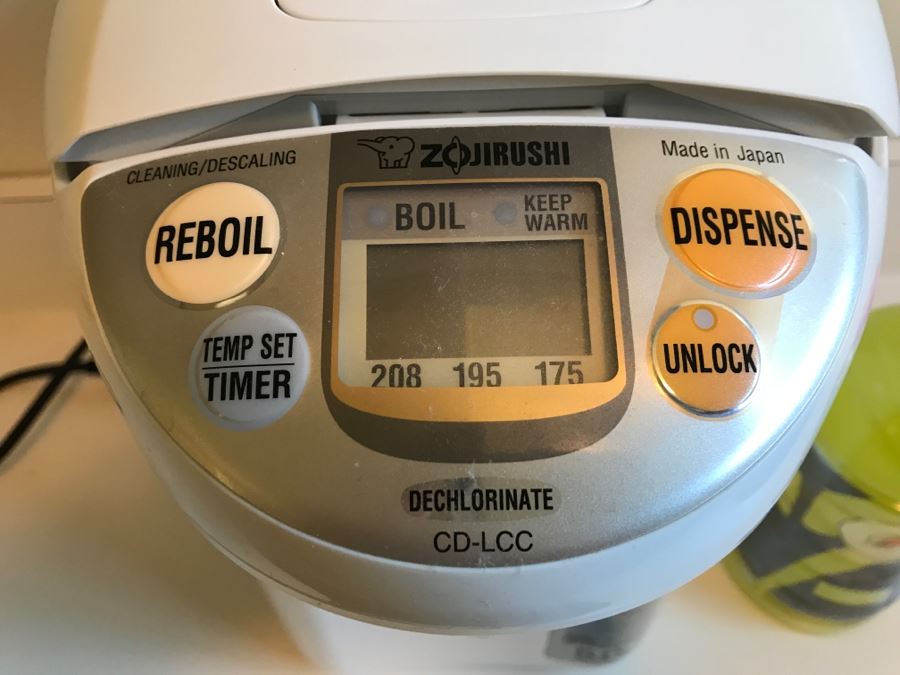 CLEANING/DESCALING
ZOJIRUSHI
Made in Japan
REBOIL
BOIL
KEEP
WARM
DISPENSE
TEMP SET
TIMER
208 195 175
UNLOCK
DECHLORINATE
CD-LCC